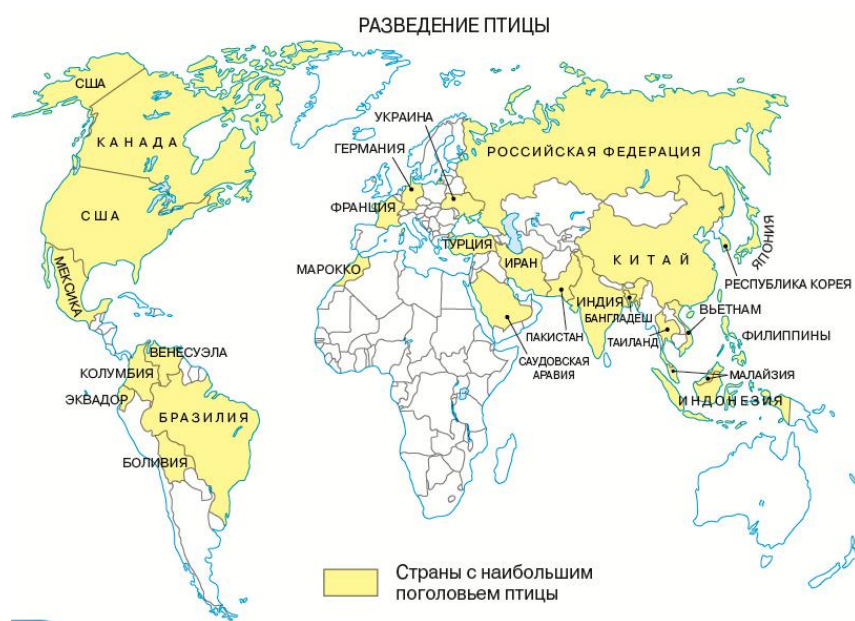 РАЗВЕДЕНИЕ ПТИЦЫ
США
КАНАДА
США
МЕКСИКА
УКРАИНА
ГЕРМАНИЯ
ФРАНЦИЯ
РОССИЙСКАЯ ФЕДЕРАЦИЯ
ТУРЦИЯ
ИРАН
КИТАЙ
ЯПОНИЯ
МАРОККО
РЕСПУБЛИКА КОРЕЯ
ИНДИЯ
БАНГЛАДЕШ
ВЬЕТНАМ
ПАКИСТАН
ТАИЛАНД
ФИЛИППИНЫ
САУДОВСКАЯ
АРАВИЯ
МАЛАЙЗИЯ
ИНДОНЕЗИЯ
ВЕНЕСУЭЛА
КОЛУМБИЯ
ЭКВАДОР
БРАЗИЛИЯ
БОЛИВИЯ
Страны с наибольшим
поголовьем птицы